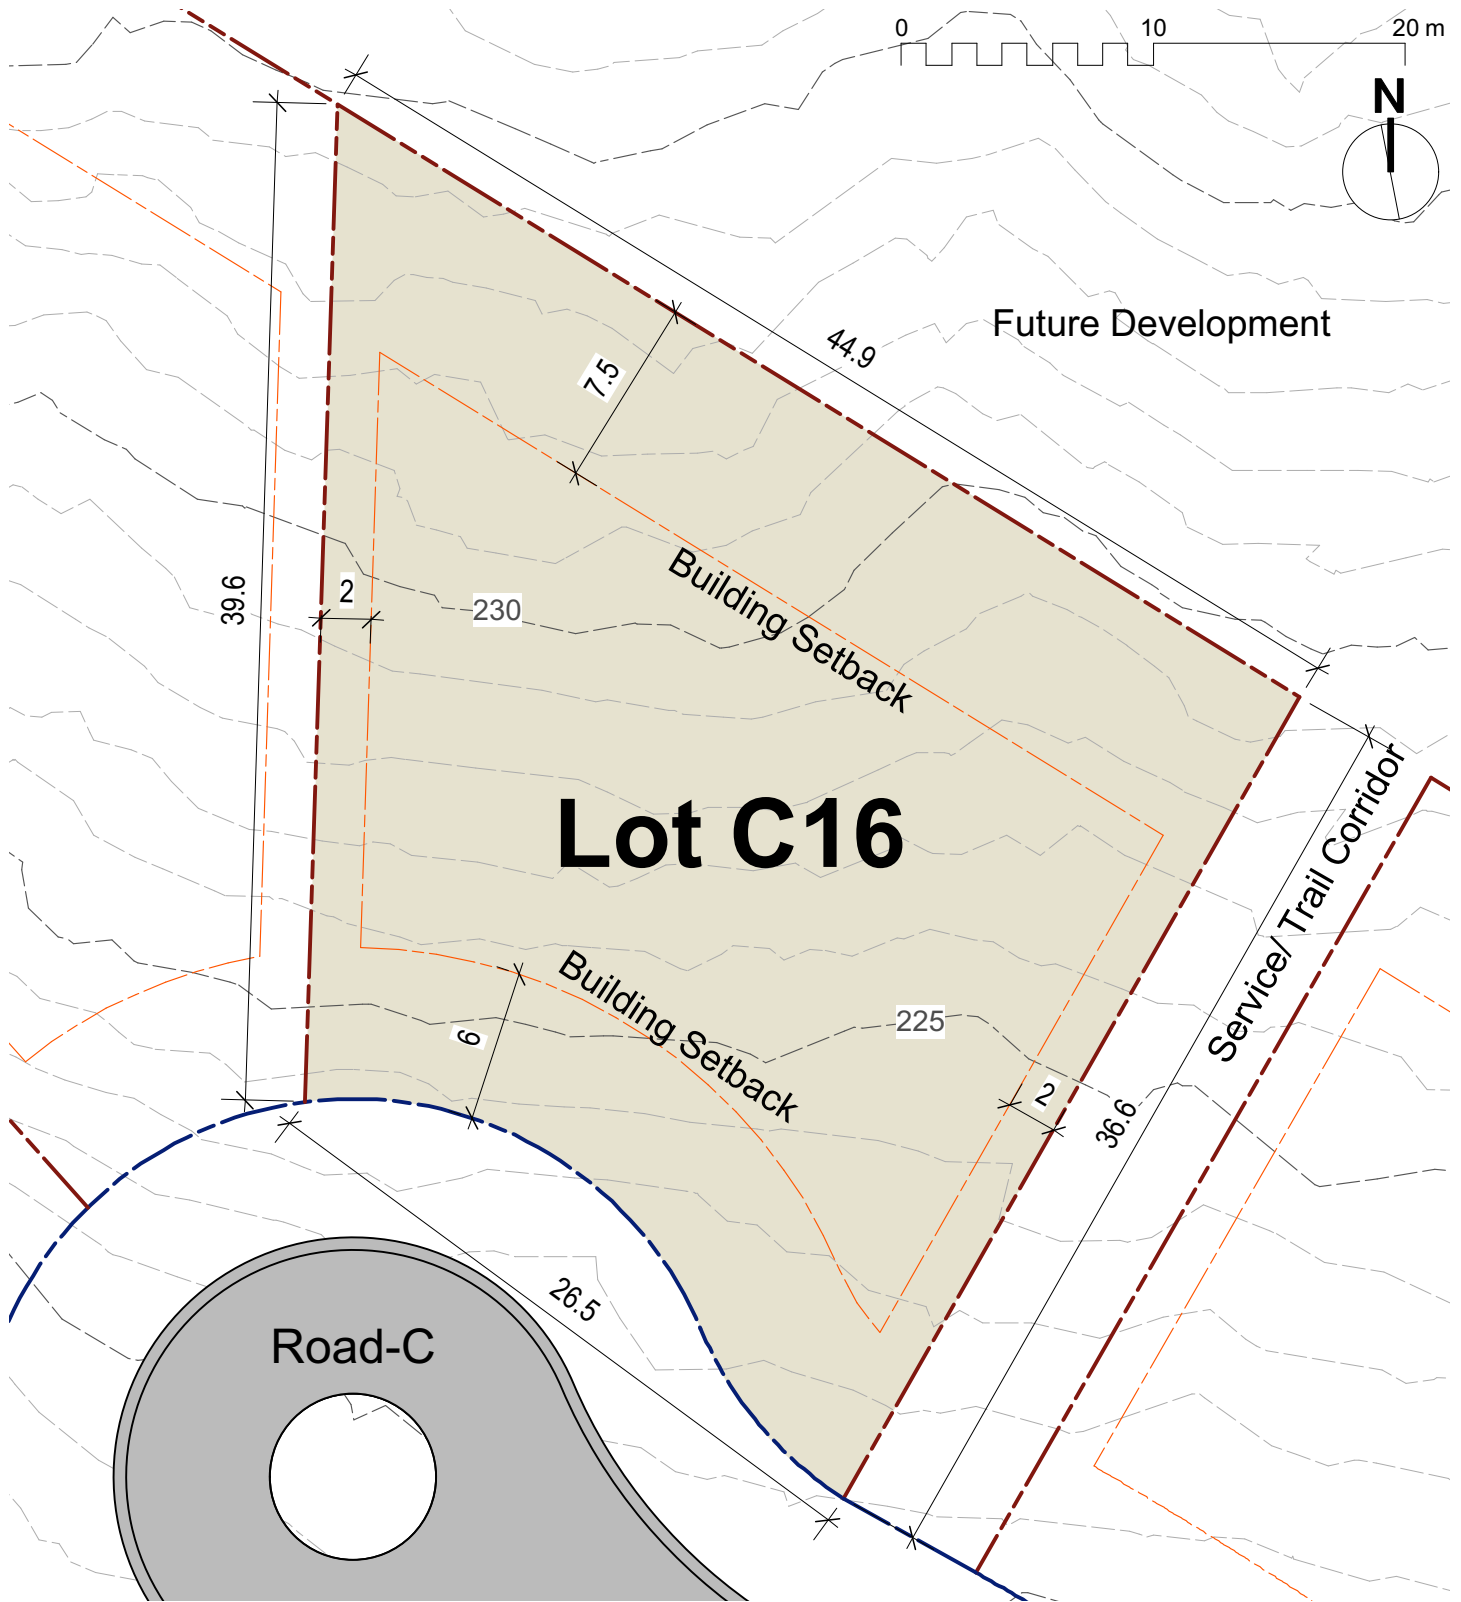 0 10 20 m
N
Future Development
44.9
7.5
39.6
2
230
Building Setback
Lot C16
Service/ Trail Corridor
Building Setback
225
6
2
36.6
26.5
Road-C